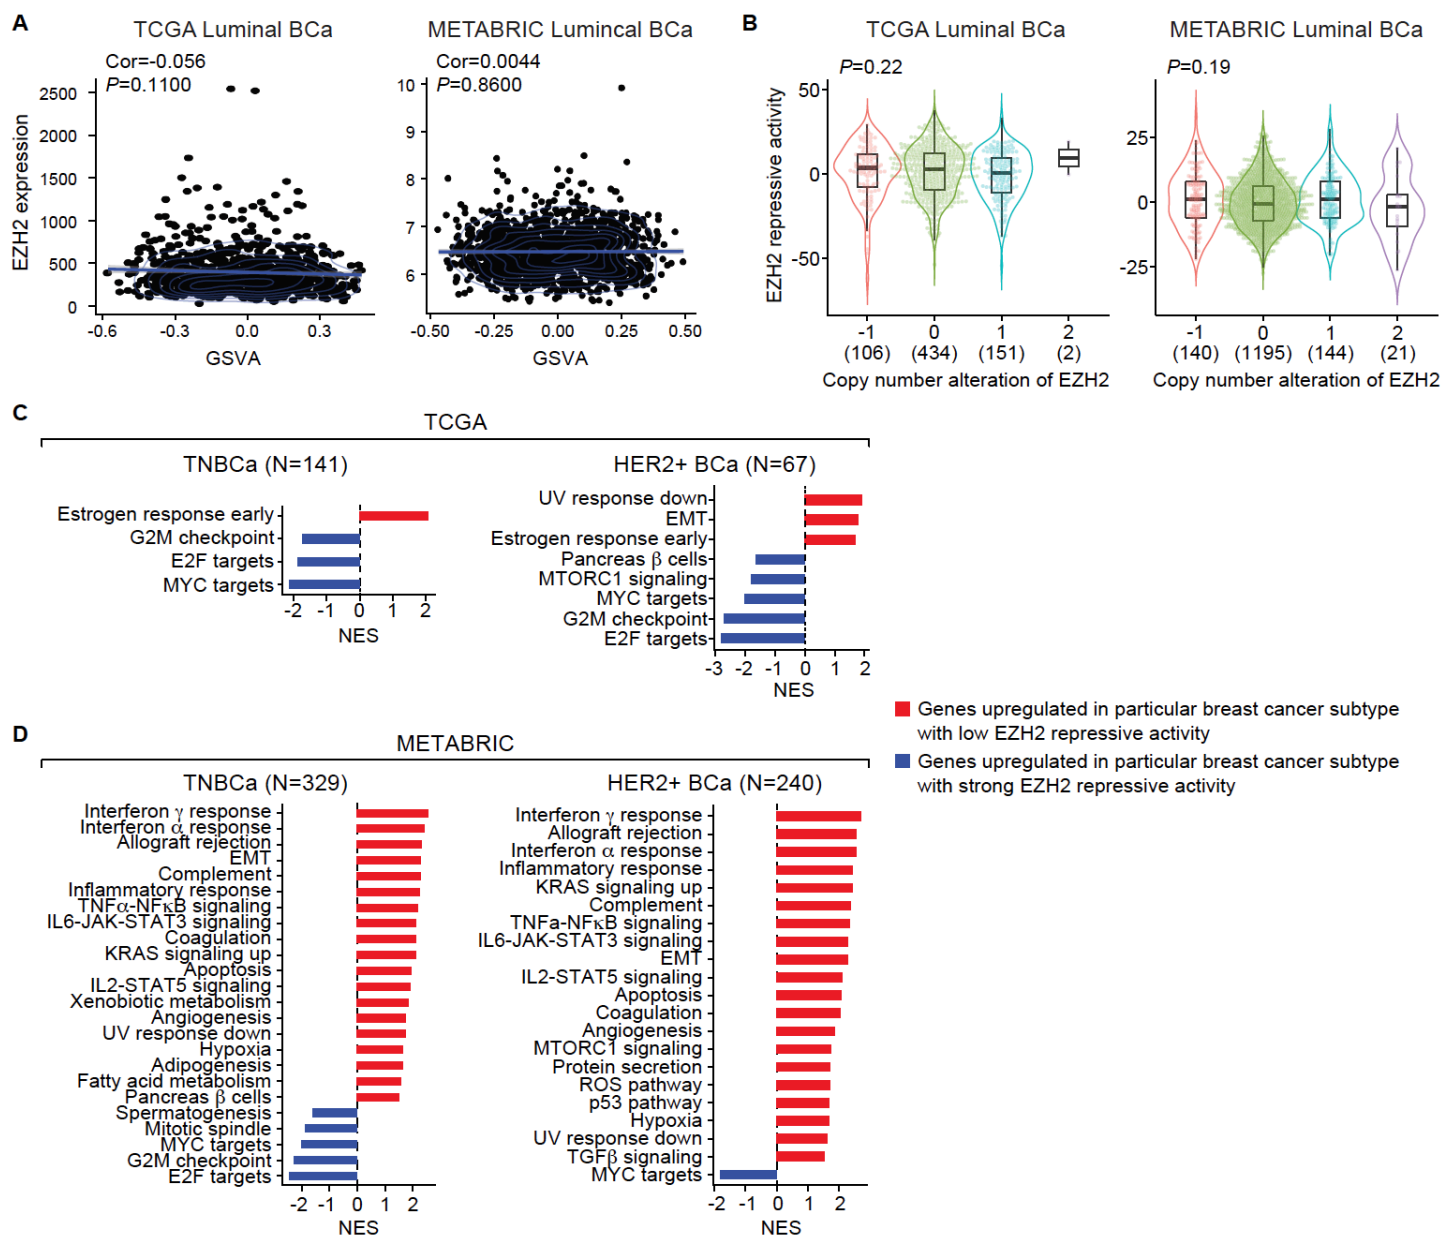 A
TCGA Luminal BCa
Cor=-0.056
P=0.1100
EZH2 expression
2500
2000
1500
1000
500
0
-0.6
-0.3
0.0
0.3
GSVA
METABRIC Lumincal BCa
Cor=0.0044
P=0.8600
10
9
8
7
6
-0.50
-0.25
0.00
0.25
0.50
GSVA
B
TCGA Luminal BCa
P=0.22
EZH2 repressive activity
50
0
-50
-1
0
1
2
(106)
(434)
(151)
(2)
Copy number alteration of EZH2
METABRIC Luminal BCa
P=0.19
25
0
-25
-1
0
1
2
(140)
(1195)
(144)
(21)
Copy number alteration of EZH2
C
TCGA
TNBCa (N=141)
Estrogen response early
G2M checkpoint
E2F targets
MYC targets
-2
-1
0
1
2
NES
HER2+ BCa (N=67)
UV response down
EMT
Estrogen response early
Pancreas β cells
MTORC1 signaling
MYC targets
G2M checkpoint
E2F targets
-3
-2
-1
0
1
2
NES
Genes upregulated in particular breast cancer subtype
with low EZH2 repressive activity
Genes upregulated in particular breast cancer subtype
with strong EZH2 repressive activity
D
METABRIC
TNBCa (N=329)
Interferon γ response
Interferon α response
Allograft rejection
EMT
Complement
Inflammatory response
TNFα-NFκB signaling
IL6-JAK-STAT3 signaling
Coagulation
KRAS signaling up
Apoptosis
IL2-STAT5 signaling
Xenobiotic metabolism
Angiogenesis
UV response down
Hypoxia
Adipogenesis
Fatty acid metabolism
Pancreas β cells
Spermatogenesis
Mitotic spindle
MYC targets
G2M checkpoint
E2F targets
-2
-1
0
1
2
NES
HER2+ BCa (N=240)
Interferon γ response
Allograft rejection
Interferon α response
Inflammatory response
KRAS signaling up
Complement
TNFa-NFκB signaling
IL6-JAK-STAT3 signaling
EMT
IL2-STAT5 signaling
Apoptosis
Coagulation
Angiogenesis
MTORC1 signaling
Protein secretion
ROS pathway
p53 pathway
Hypoxia
UV response down
TGFβ signaling
MYC targets
-2
-1
0
1
2
NES